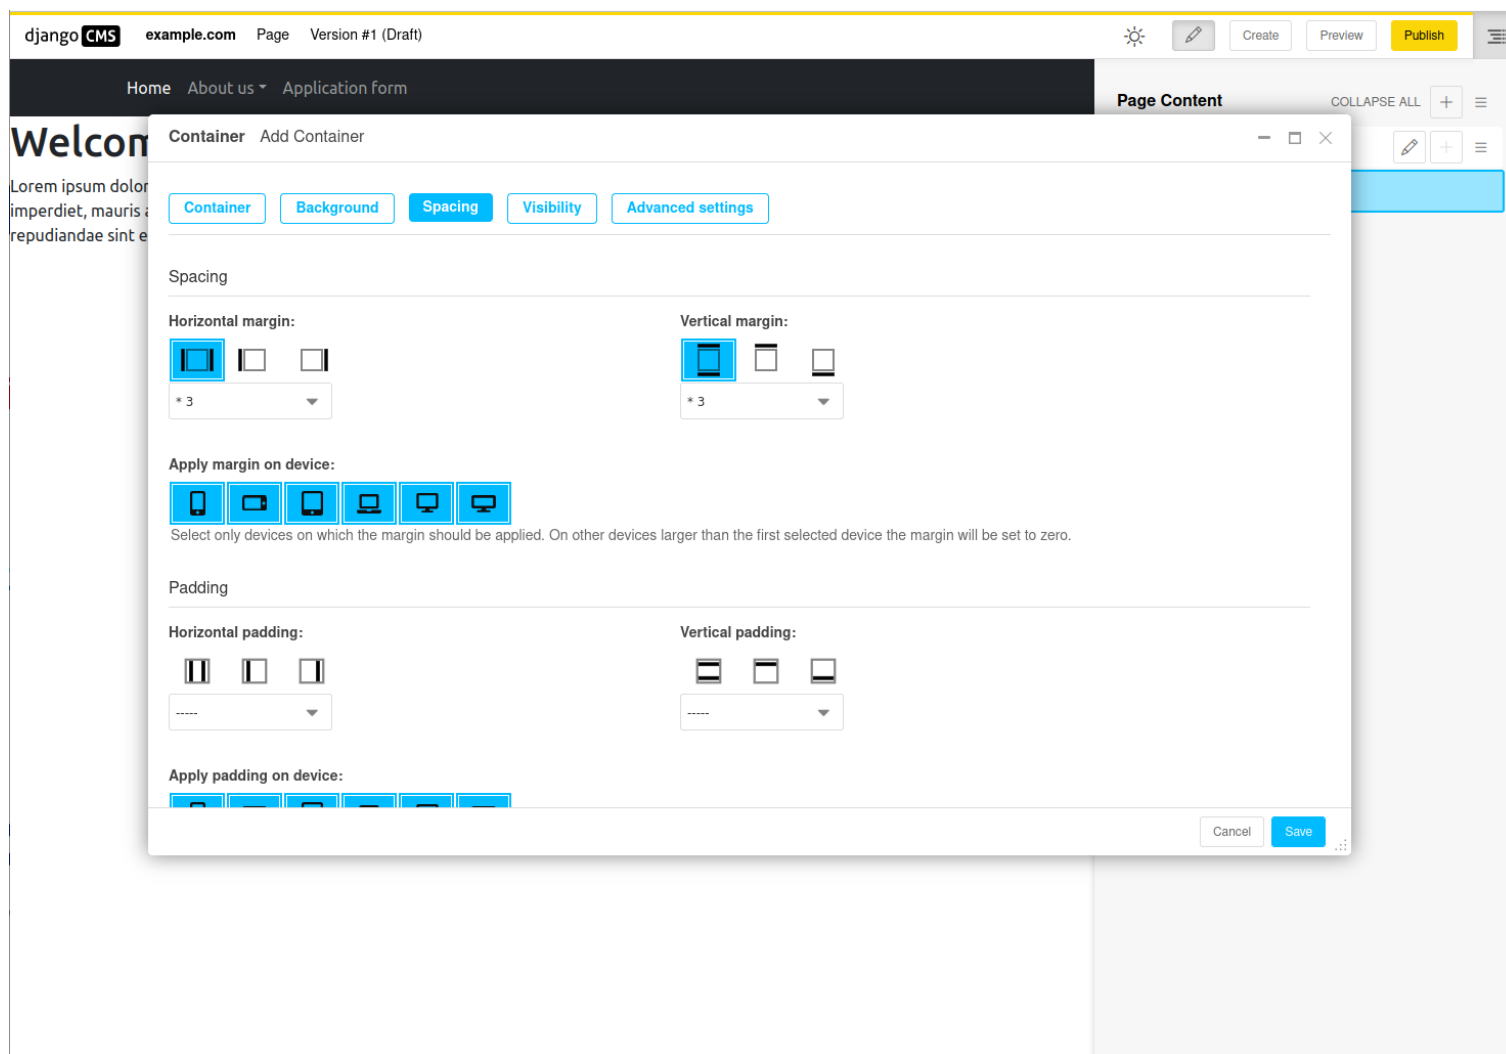 django CMS example.com Page Version #1 (Draft) Create Preview Publish
Home About us Application form
Page Content COLLAPSE ALL
Welcom
Container Add Container
Lorem ipsum dolor
imperdiet, mauris
repudiandae sint e
Container Background Spacing Visibility Advanced settings
Spacing
Horizontal margin: Vertical margin:
* 3 * 3
Apply margin on device:
Select only devices on which the margin should be applied. On other devices larger than the first selected device the margin will be set to zero.
Padding
Horizontal padding: Vertical padding:
----- -----
Apply padding on device:
Cancel Save